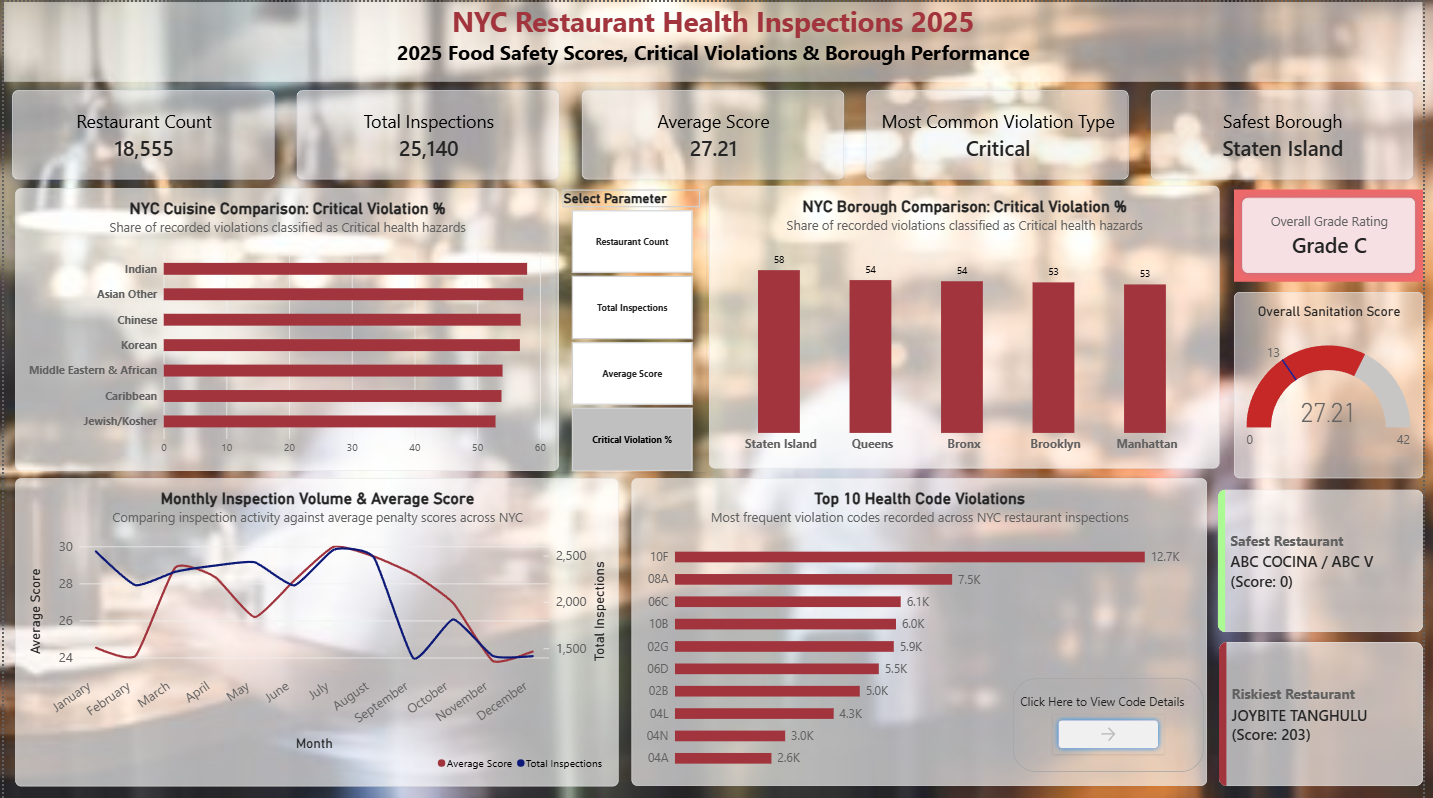 NYC Restaurant Health Inspections 2025
2025 Food Safety Scores, Critical Violations & Borough Performance
Restaurant Count
18,555
Total Inspections
25,140
Average Score
27.21
Most Common Violation Type
Critical
Safest Borough
Staten Island
NYC Cuisine Comparison: Critical Violation %
Share of recorded violations classified as Critical health hazards
Indian
Asian Other
Chinese
Korean
Middle Eastern & African
Caribbean
Jewish/Kosher
0 10 20 30 40 50 60
Select Parameter
Restaurant Count
Total Inspections
Average Score
Critical Violation %
NYC Borough Comparison: Critical Violation %
Share of recorded violations classified as Critical health hazards
58 54 54 53 53
Staten Island Queens Bronx Brooklyn Manhattan
Overall Grade Rating
Grade C
Overall Sanitation Score
13
27.21
0 42
Monthly Inspection Volume & Average Score
Comparing inspection activity against average penalty scores across NYC
Average Score
30
28
26
24
2,500
2,000
1,500
Total Inspections
January February March April May June July August September October November December
Month
Average Score Total Inspections
Top 10 Health Code Violations
Most frequent violation codes recorded across NYC restaurant inspections
10F 12.7K
08A 7.5K
06C 6.1K
10B 6.0K
02G 5.9K
06D 5.5K
02B 5.0K
04L 4.3K
04N 3.0K
04A 2.6K
Click Here to View Code Details
Safest Restaurant
ABC COCINA / ABC V
(Score: 0)
Riskiest Restaurant
JOYBITE TANGHULU
(Score: 203)